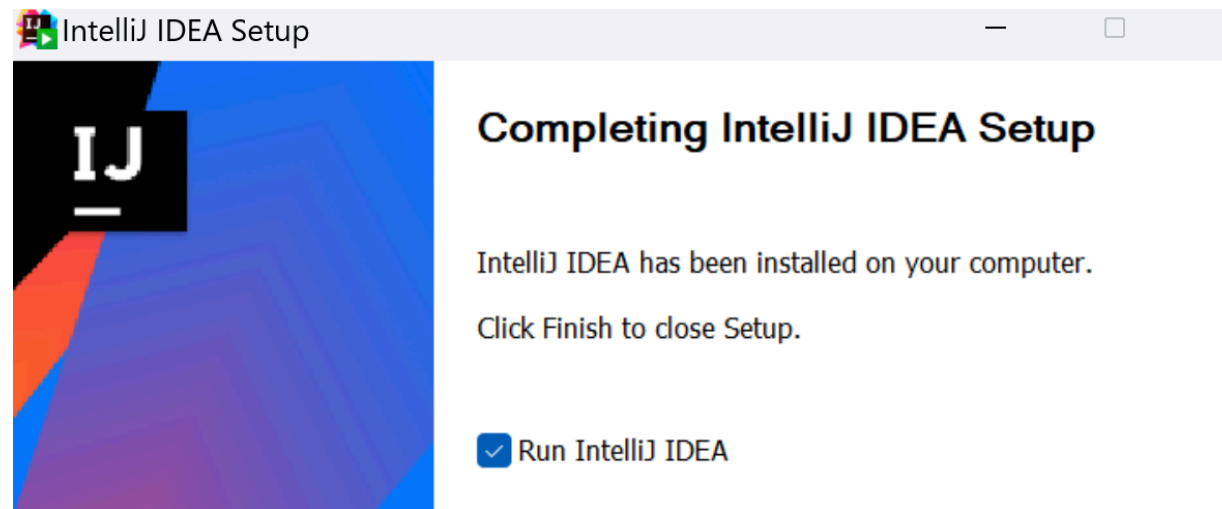 IntelliJ IDEA Setup
IJ
Completing IntelliJ IDEA Setup
IntelliJ IDEA has been installed on your computer.
Click Finish to close Setup.
Run IntelliJ IDEA